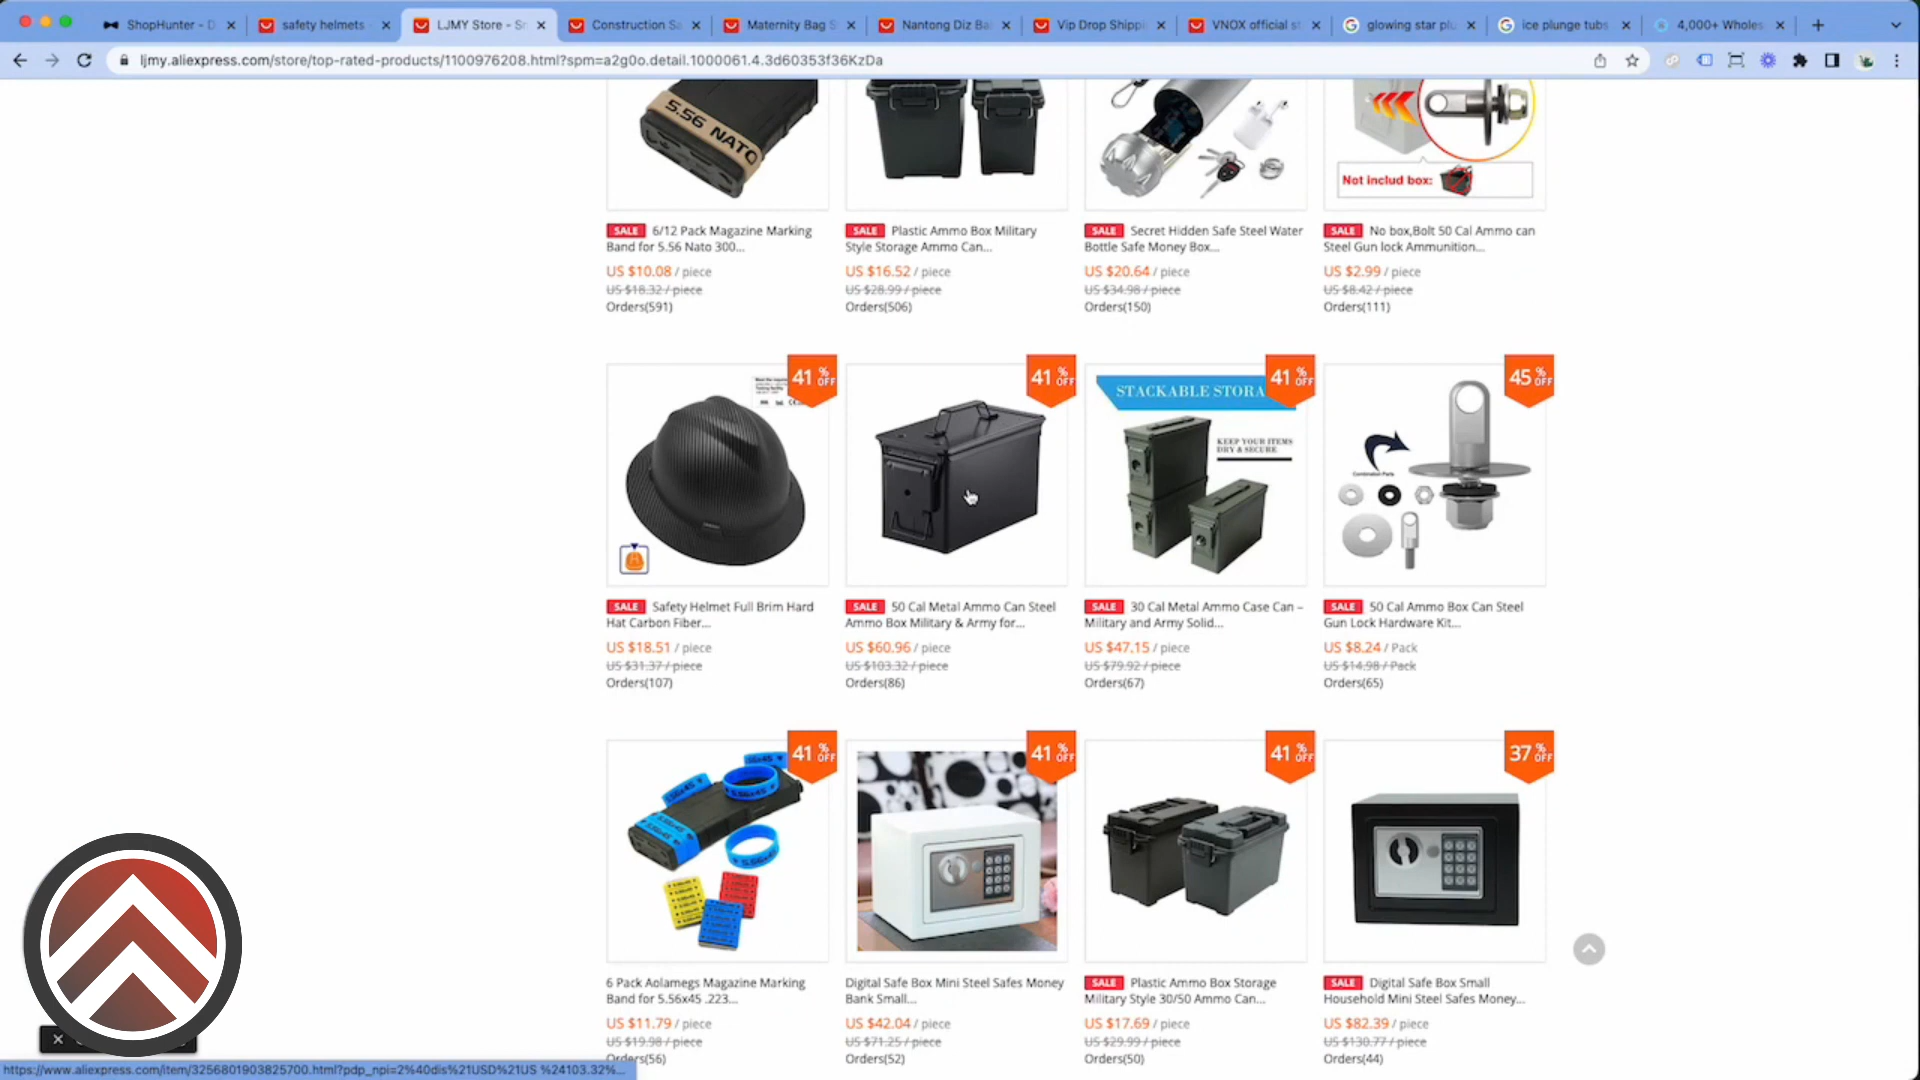 ShopHunter - D
safety helmets
LJMY Store - Sr
Construction Sa
Maternity Bag S
Nantong Diz Ba
Vip Drop Shippi
VNOX official st
glowing star plu
ice plunge tubs
4,000+ Wholes
ljmy.aliexpress.com/store/top-rated-products/1100976208.html?spm=a2g0o.detail.1000061.4.3d60353f36KzDa
5.56 NATO
Not includ box:
SALE 6/12 Pack Magazine Marking
Band for 5.56 Nato 300...
US $10.08 / piece
US $18.32 / piece
Orders(591)
SALE Plastic Ammo Box Military
Style Storage Ammo Can...
US $16.52 / piece
US $28.99 / piece
Orders(506)
SALE Secret Hidden Safe Steel Water
Bottle Safe Money Box...
US $20.64 / piece
US $34.98 / piece
Orders(150)
SALE No box,Bolt 50 Cal Ammo can
Steel Gun lock Ammunition...
US $2.99 / piece
US $8.42 / piece
Orders(111)
41 % OFF
41 % OFF
STACKABLE STORA
41 % OFF
KEEP YOUR ITEMS
DRY & SECURE
45 % OFF
Combination Parts
SALE Safety Helmet Full Brim Hard
Hat Carbon Fiber...
US $18.51 / piece
US $31.37 / piece
Orders(107)
SALE 50 Cal Metal Ammo Can Steel
Ammo Box Military & Army for...
US $60.96 / piece
US $103.32 / piece
Orders(86)
SALE 30 Cal Metal Ammo Case Can –
Military and Army Solid...
US $47.15 / piece
US $79.92 / piece
Orders(67)
SALE 50 Cal Ammo Box Can Steel
Gun Lock Hardware Kit...
US $8.24 / Pack
US $14.98 / Pack
Orders(65)
41 % OFF
41 % OFF
41 % OFF
37 % OFF
6 Pack Aolamegs Magazine Marking
Band for 5.56x45 .223...
US $11.79 / piece
US $19.98 / piece
Orders(56)
Digital Safe Box Mini Steel Safes Money
Bank Small...
US $42.04 / piece
US $71.25 / piece
Orders(52)
SALE Plastic Ammo Box Storage
Military Style 30/50 Ammo Can...
US $17.69 / piece
US $29.99 / piece
Orders(50)
SALE Digital Safe Box Small
Household Mini Steel Safes Money...
US $82.39 / piece
US $130.77 / piece
Orders(44)
https://www.aliexpress.com/item/3256801903825700.html?pdp_npi=2%40dis%21USD%21US %24103.32%...